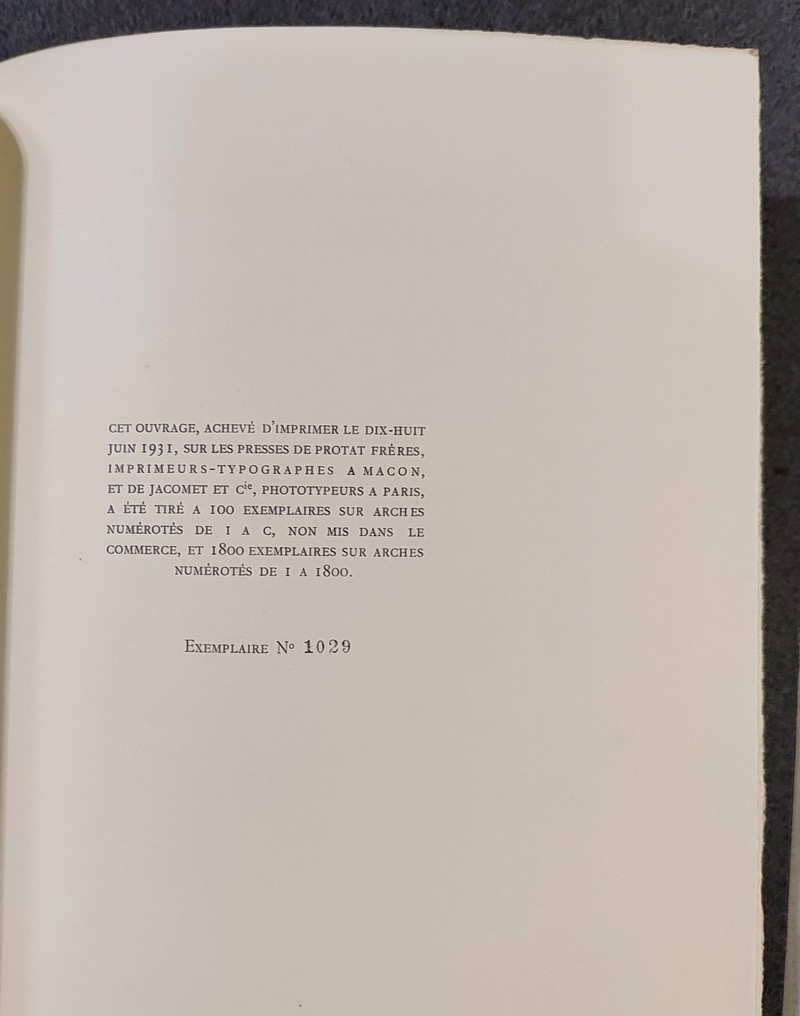 CET OUVRAGE, ACHEVÉ D'IMPRIMER LE DIX-HUIT
JUIN 1931, SUR LES PRESSES DE PROTAT FRÈRES,
IMPRIMEURS-TYPOGRAPHES A MACON,
ET DE JACOMET ET Cie, PHOTOTYPEURS A PARIS,
A ÉTÉ TIRÉ A 100 EXEMPLAIRES SUR ARCHES
NUMÉROTÉS DE I A C, NON MIS DANS LE
COMMERCE, ET 1800 EXEMPLAIRES SUR ARCHES
NUMÉROTÉS DE 1 A 1800.
EXEMPLAIRE No 1029